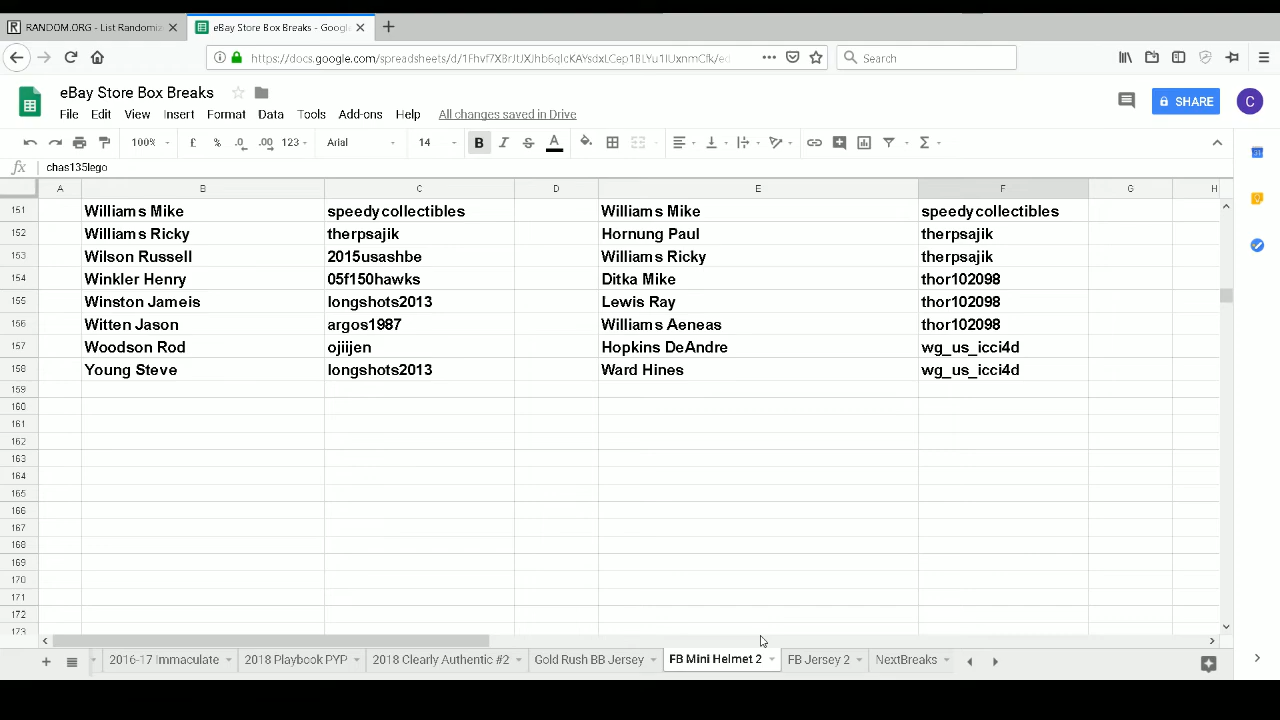 RANDOM.ORG - List Randomiz
eBay Store Box Breaks - Google
Search
eBay Store Box Breaks
File Edit View Insert Format Data Tools Add-ons Help All changes saved in Drive
SHARE C
100% £ % .0 .00 123 Arial 14 B I S A Σ
fx chas135lego
A B C D E F G H
151 Williams Mike speedycollectibles Williams Mike speedycollectibles
152 Williams Ricky therpsajik Hornung Paul therpsajik
153 Wilson Russell 2015usashbe Williams Ricky therpsajik
154 Winkler Henry 05f150hawks Ditka Mike thor102098
155 Winston Jameis longshots2013 Lewis Ray thor102098
156 Witten Jason argos1987 Williams Aeneas thor102098
157 Woodson Rod ojiijen Hopkins DeAndre wg_us_icci4d
158 Young Steve longshots2013 Ward Hines wg_us_icci4d
159
160
161
162
163
164
165
166
167
168
169
170
171
172
173
2016-17 Immaculate 2018 Playbook PYP 2018 Clearly Authentic #2 Gold Rush BB Jersey FB Mini Helmet 2 FB Jersey 2 NextBreaks